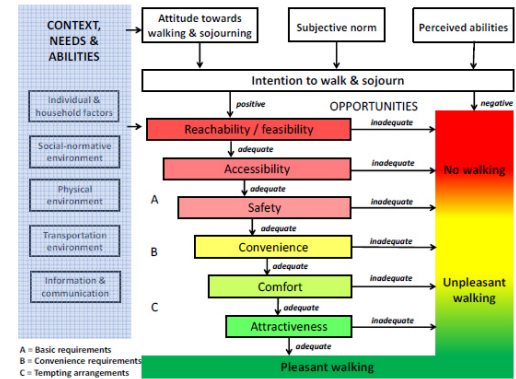 CONTEXT,
NEEDS &
ABILITIES
Individual &
household factors
Social-normative
environment
Physical
environment
Transportation
environment
Information &
communication
Attitude towards
walking & sojourning
Subjective norm
Perceived abilities
Intention to walk & sojourn
positive
OPPORTUNITIES
negative
Reachability / feasibility
inadequate
adequate
Accessibility
inadequate
No walking
adequate
A
Safety
inadequate
adequate
B
Convenience
inadequate
adequate
Comfort
inadequate
Unpleasant
walking
adequate
C
Attractiveness
inadequate
adequate
A = Basic requirements
B = Convenience requirements
C = Tempting arrangements
Pleasant walking